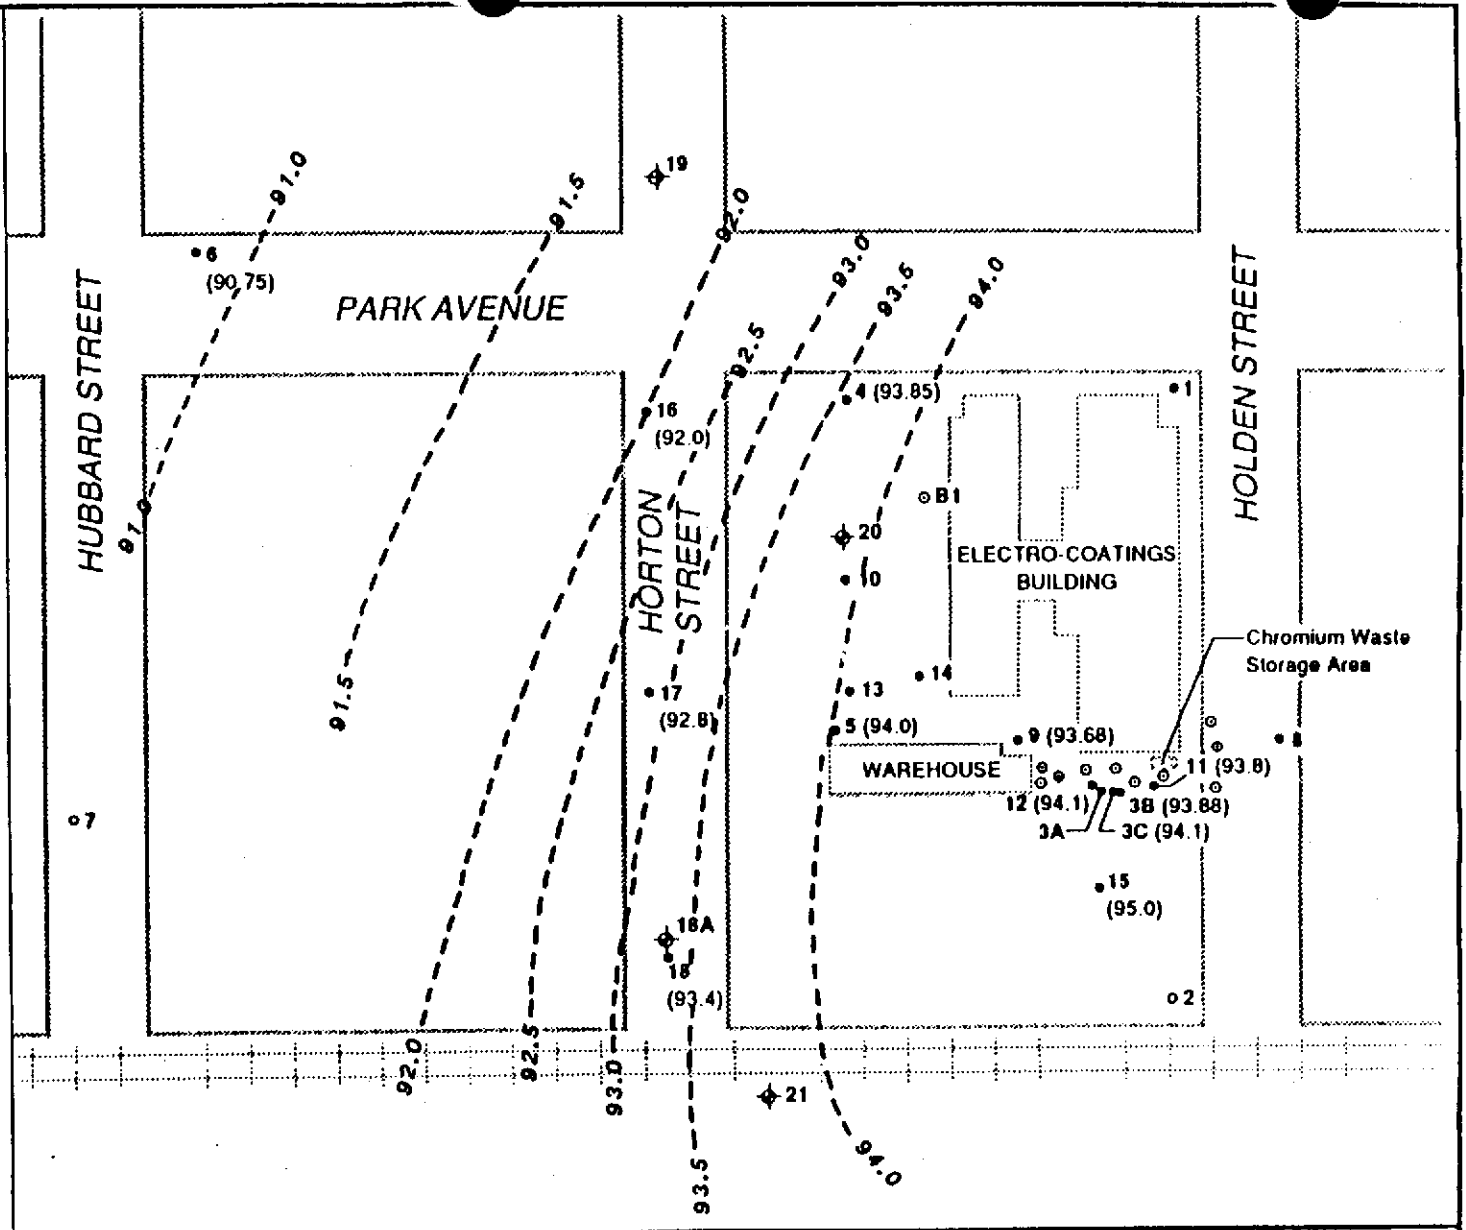 19
91.0
91.5
92.0
6
(90.75)
93.0
93.5
94.0
PARK AVENUE
HUBBARD STREET
HOLDEN STREET
92.5
4 (93.85)
1
16
(92.0)
B1
91.0
HORTON
STREET
20
10
ELECTRO-COATINGS
BUILDING
Chromium Waste
Storage Area
14
13
91.5
17
(92.8)
5 (94.0)
9 (93.68)
8
WAREHOUSE
11 (93.8)
12 (94.1)
3B (93.88)
3A
3C (94.1)
7
15
(95.0)
18A
18
(93.4)
2
92.0
92.5
93.0
21
94.0
93.5